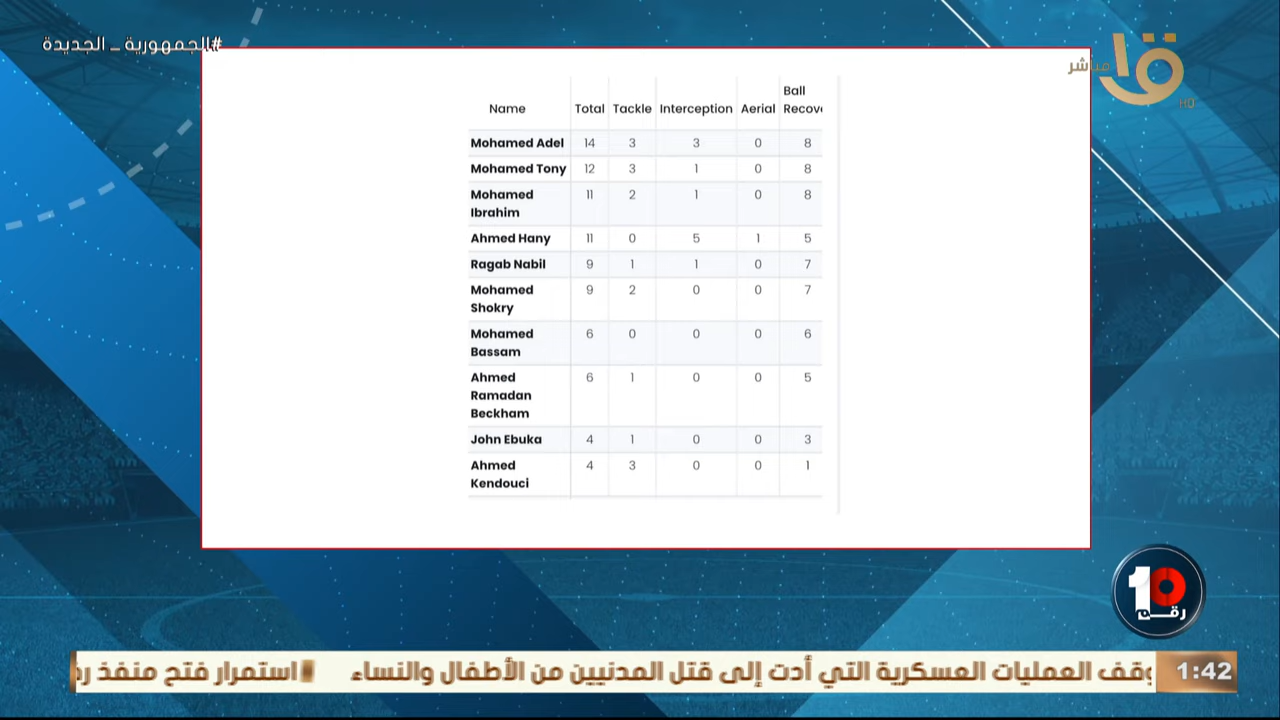 #الجمهورية _ الجديدة
مباشر
HD
Ball
Name Total Tackle Interception Aerial
Mohamed Adel 14 3 3 0 8
Mohamed Tony 12 3 1 0 8
Mohamed 11 2 1 0 8
Ibrahim
Ahmed Hany 11 0 5 1 5
Ragab Nabil 9 1 1 0 7
Mohamed 9 2 0 0 7
Shokry
Mohamed 6 0 0 0 6
Bassam
Ahmed 6 1 0 0 5
Ramadan
Beckham
John Ebuka 4 1 0 0 3
Ahmed 4 3 0 0 1
Kendouci
10
رقم
العمليات العسكرية التي أدت إلى قتل المدنيين من الأطفال والنساء استمرار فتح منفذ
1:42